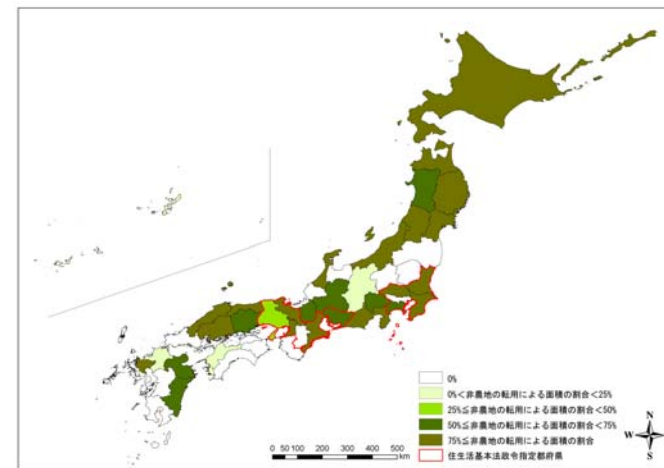 0%
0%<非農地の転用による面積の割合<25%
25%≦非農地の転用による面積の割合<50%
50%≦非農地の転用による面積の割合<75%
75%≦非農地の転用による面積の割合
住生活基本法政令指定都府県
0 50 100 200 300 400 500
km
N
W E
S